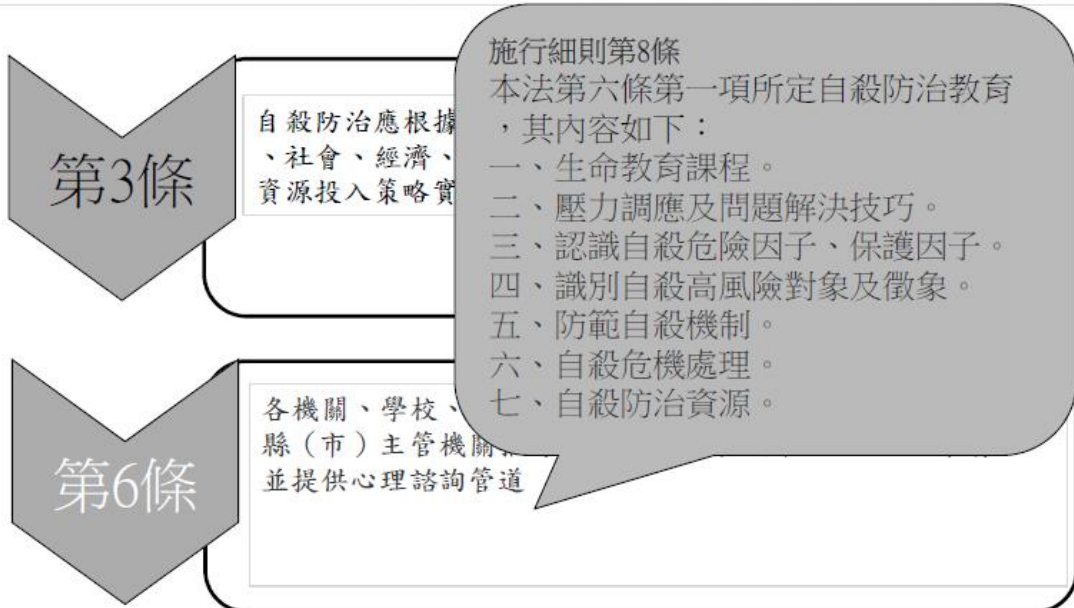 第3條
自殺防治應根據
、社會、經濟、
資源投入策略實
施行細則第8條
本法第六條第一項所定自殺防治教育
，其內容如下：
一、生命教育課程。
二、壓力調應及問題解決技巧。
三、認識自殺危險因子、保護因子。
四、識別自殺高風險對象及徵象。
五、防範自殺機制。
六、自殺危機處理。
七、自殺防治資源。
第6條
各機關、學校、
縣（市）主管機關
並提供心理諮詢管道